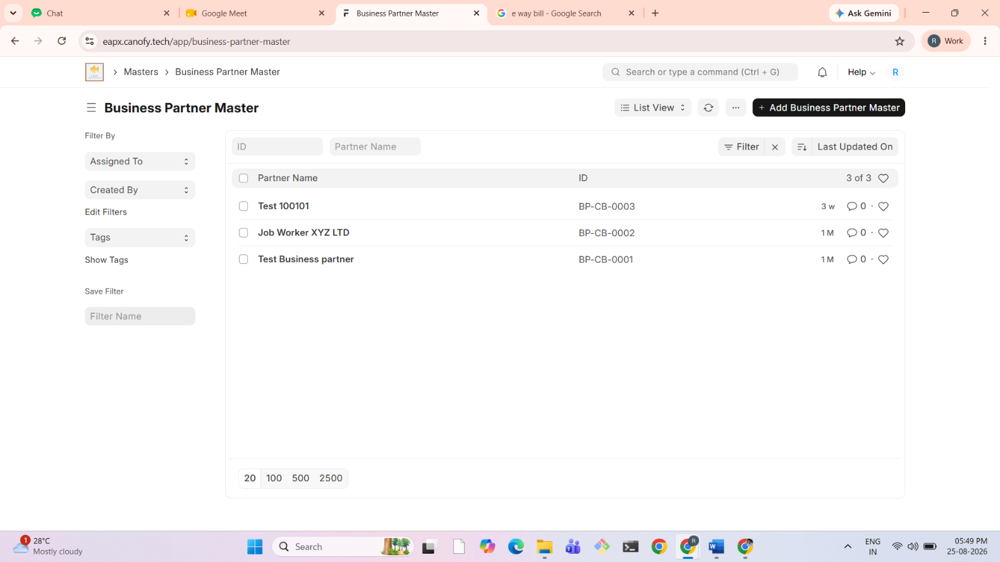 Chat
Google Meet
Business Partner Master
e way bill - Google Search
Ask Gemini
eapx.canofy.tech/app/business-partner-master
R
Work
Masters
Business Partner Master
Search or type a command (Ctrl + G)
Help
R
Business Partner Master
List View
Add Business Partner Master
Filter By
Assigned To
Created By
Edit Filters
Tags
Show Tags
Save Filter
Filter Name
ID
Partner Name
Filter
Last Updated On
Partner Name
ID
3 of 3
Test 100101
BP-CB-0003
3 w
0
Job Worker XYZ LTD
BP-CB-0002
1 M
0
Test Business partner
BP-CB-0001
1 M
0
20
100
500
2500
1
28°C
Mostly cloudy
Search
R
ENG
IN
05:49 PM
25-08-2026